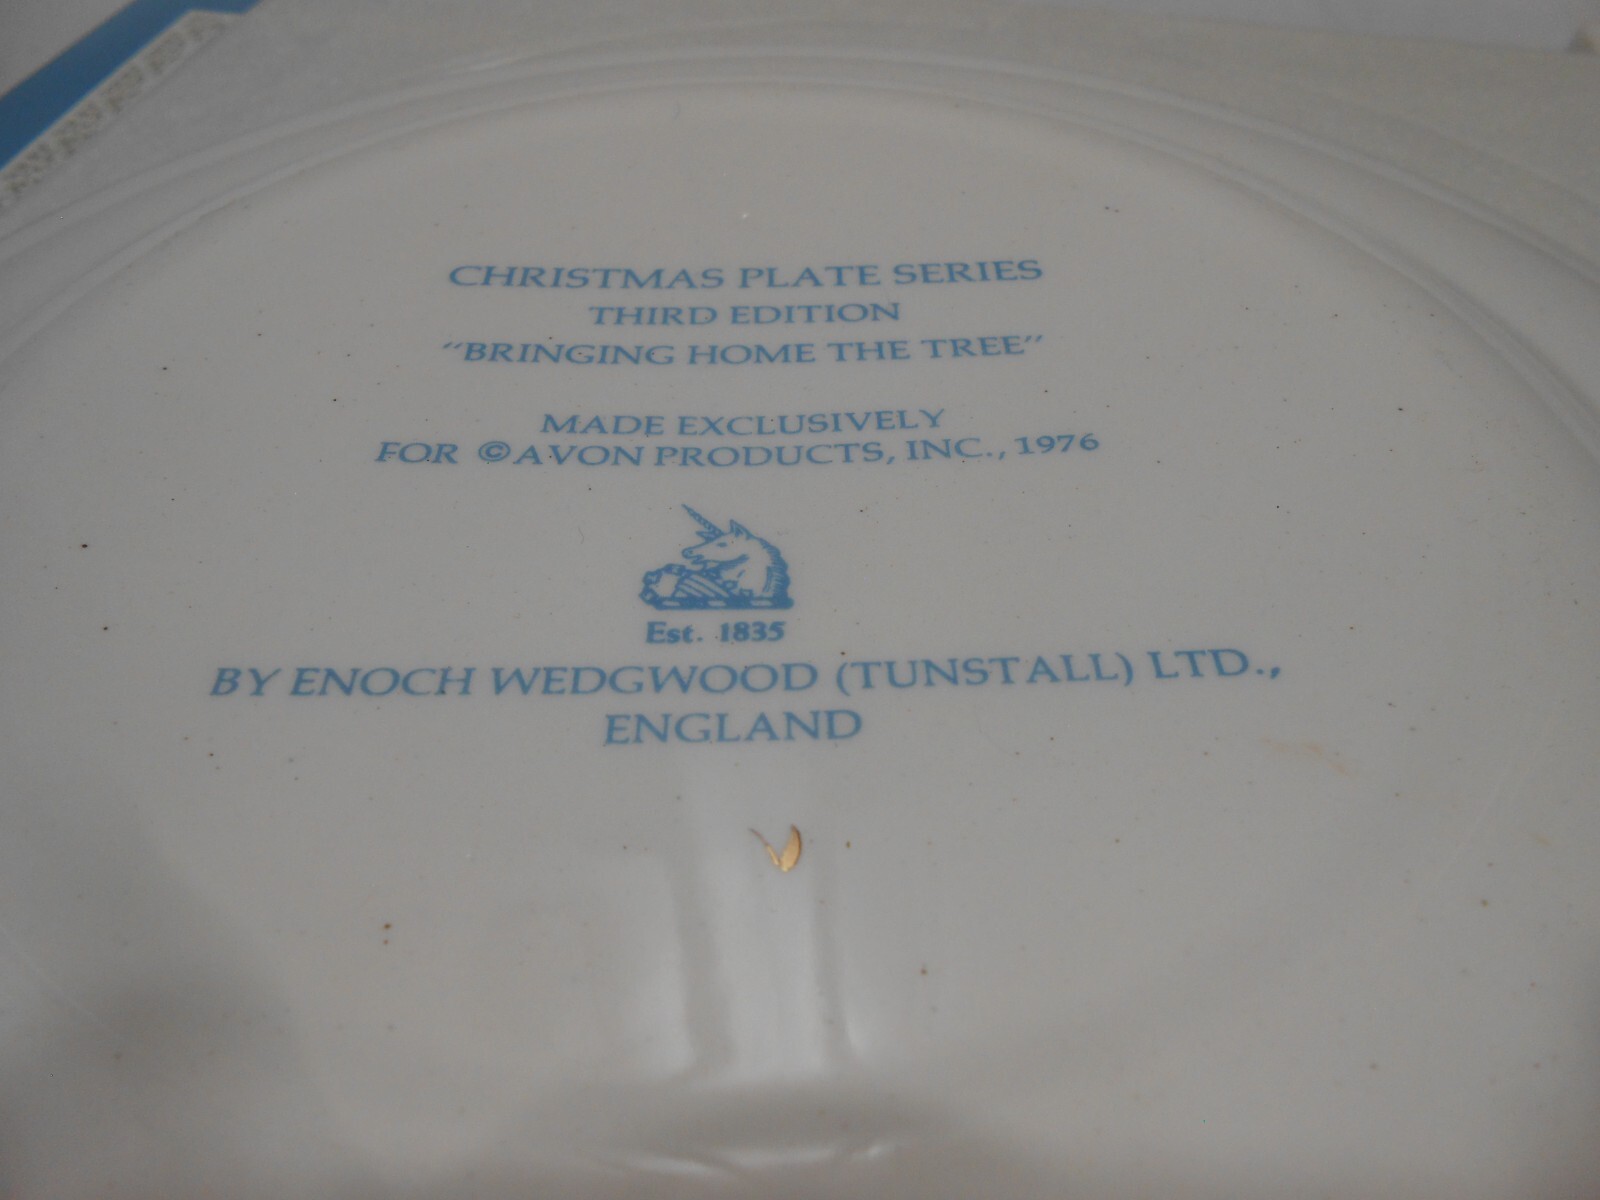 CHRISTMAS PLATE SERIES
THIRD EDITION
"BRINGING HOME THE TREE"
MADE EXCLUSIVELY
FOR ©AVON PRODUCTS, INC., 1976
Est. 1835
BY ENOCH WEDGWOOD (TUNSTALL) LTD.,
ENGLAND